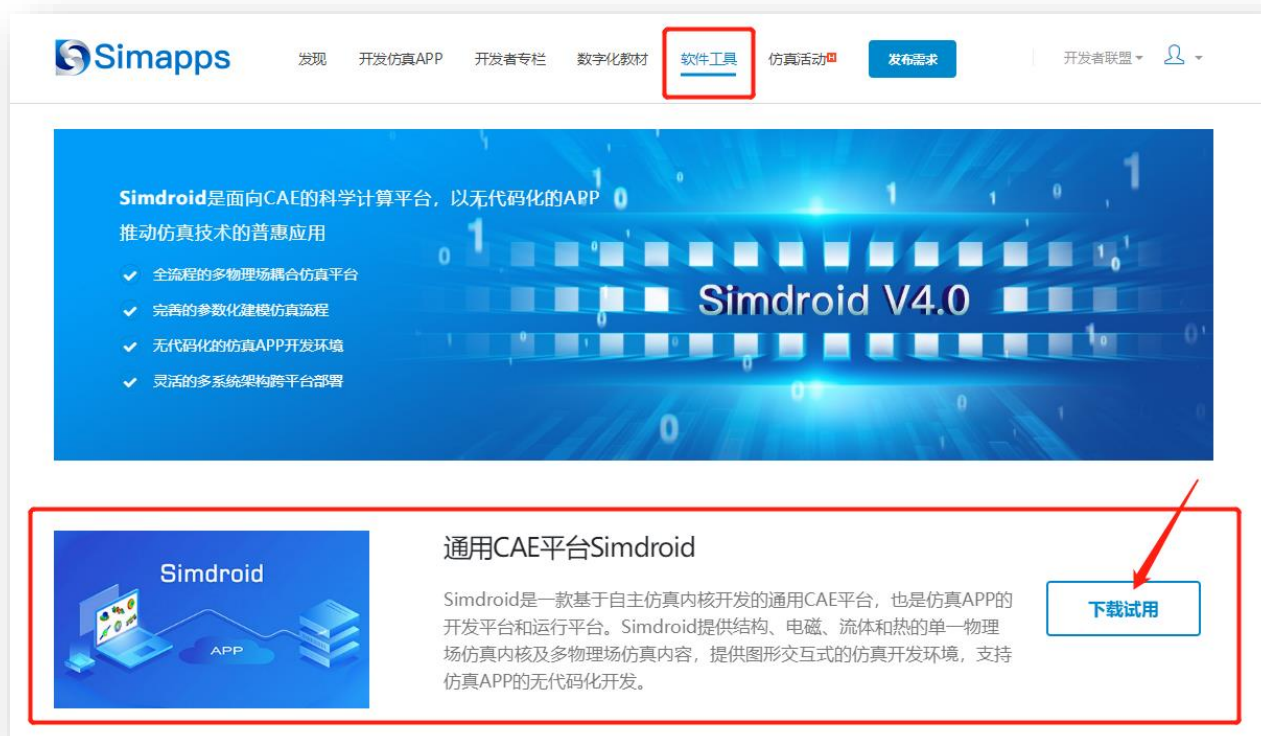 Simapps
发现 开发仿真APP 开发者专栏 数字化教材 软件工具 仿真活动 发布需求 开发者联盟
Simdroid是面向CAE的科学计算平台，以无代码化的APP
推动仿真技术的普惠应用
全流程的多物理场耦合仿真平台
完善的参数化建模仿真流程
无代码化的仿真APP开发环境
灵活的多系统架构跨平台部署
Simdroid V4.0
Simdroid
APP
通用CAE平台Simdroid
Simdroid是一款基于自主仿真内核开发的通用CAE平台，也是仿真APP的
开发平台和运行平台。Simdroid提供结构、电磁、流体和热的单一物理
场仿真内核及多物理场仿真内容，提供图形交互式的仿真开发环境，支持
仿真APP的无代码化开发。
下载试用